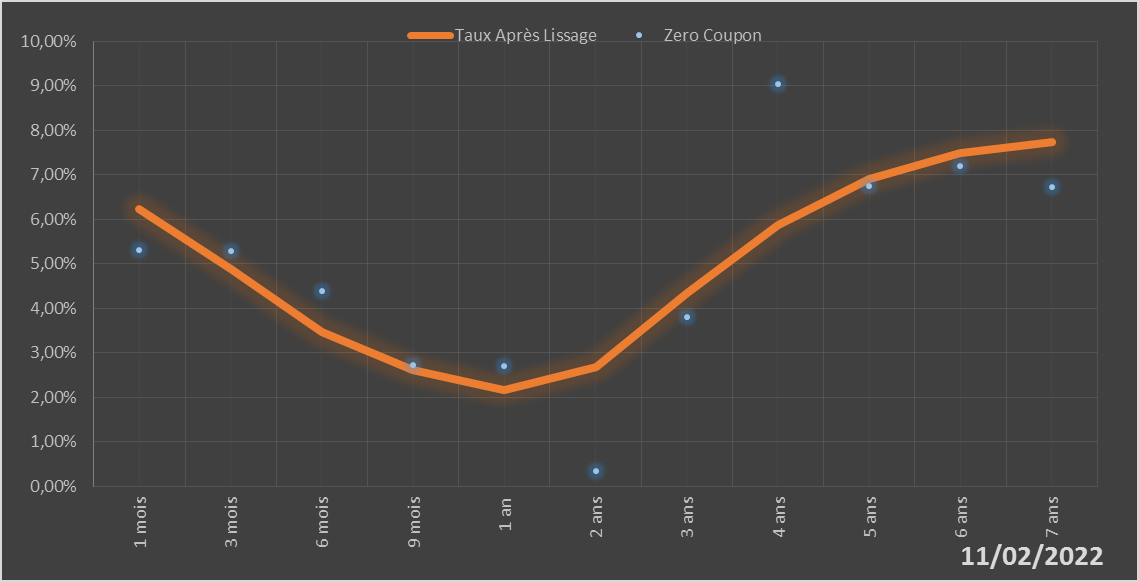 Taux Après Lissage
Zero Coupon
10,00%
9,00%
8,00%
7,00%
6,00%
5,00%
4,00%
3,00%
2,00%
1,00%
0,00%
1 mois
3 mois
6 mois
9 mois
1 an
2 ans
3 ans
4 ans
5 ans
6 ans
7 ans
11/02/2022